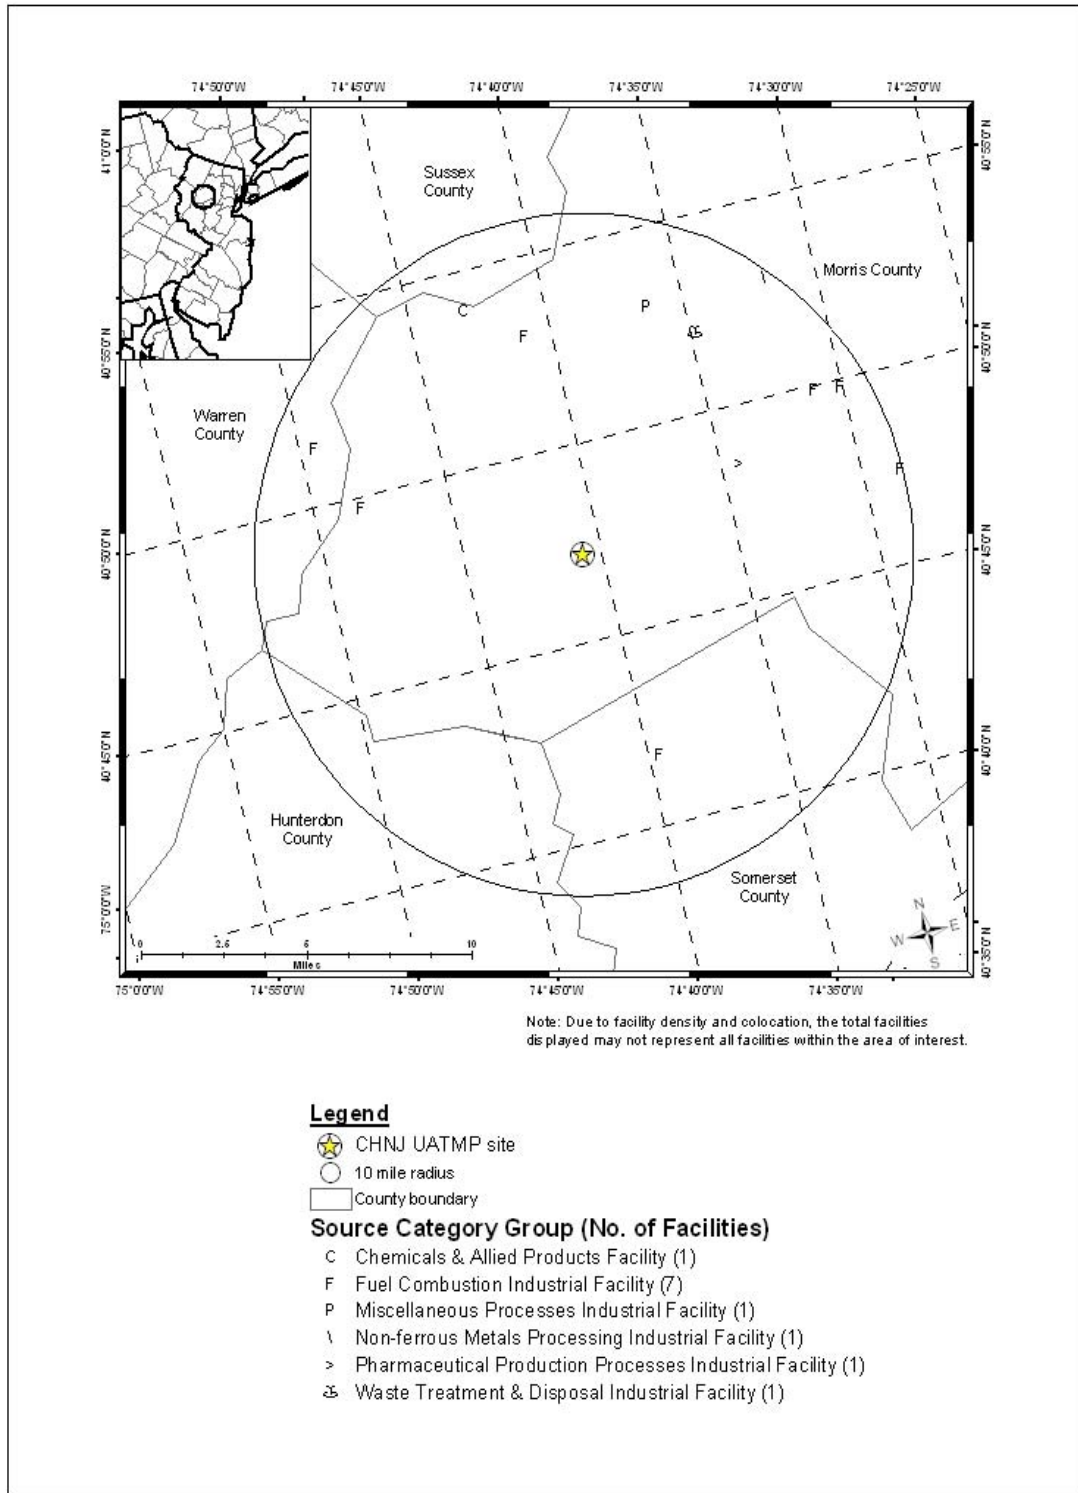 74°50'0"W 74°45'0"W 74°40'0"W 74°35'0"W 74°30'0"W 74°25'0"W
41°0'0"N
40°55'0"N
Sussex
County
Morris County
P
C
F
40°50'0"N
40°55'0"N
F F
Warren
County
F
>
F
F
40°50'0"N
40°45'0"N
40°45'0"N
F
40°40'0"N
Hunterdon
County
Somerset
County
75°0'0"W
N
W E
S
40°35'0"N
0 2.5 5 10
Miles
75°0'0"W 74°55'0"W 74°50'0"W 74°45'0"W 74°40'0"W 74°35'0"W
Note: Due to facility density and colocation, the total facilities
displayed may not represent all facilities within the area of interest.
Legend
CHNJ UATMP site
10 mile radius
County boundary
Source Category Group (No. of Facilities)
C Chemicals & Allied Products Facility (1)
F Fuel Combustion Industrial Facility (7)
P Miscellaneous Processes Industrial Facility (1)
\ Non-ferrous Metals Processing Industrial Facility (1)
> Pharmaceutical Production Processes Industrial Facility (1)
Waste Treatment & Disposal Industrial Facility (1)